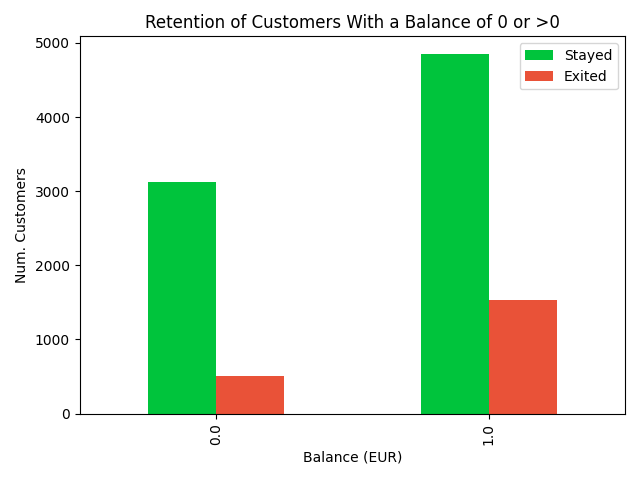 Retention of Customers With a Balance of 0 or >0
Stayed
Exited
5000
4000
3000
2000
1000
0
Num. Customers
0.0
1.0
Balance (EUR)